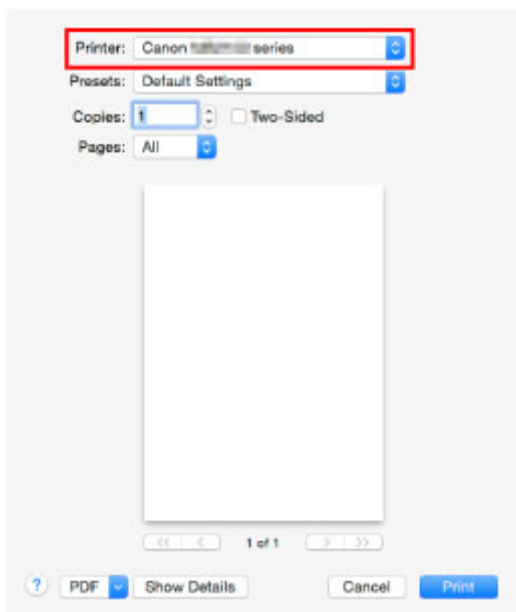 Printer: Canon series
Presets: Default Settings
Copies: 1 Two-Sided
Pages: All
<< < 1 of 1 > >>
? PDF Show Details Cancel Print